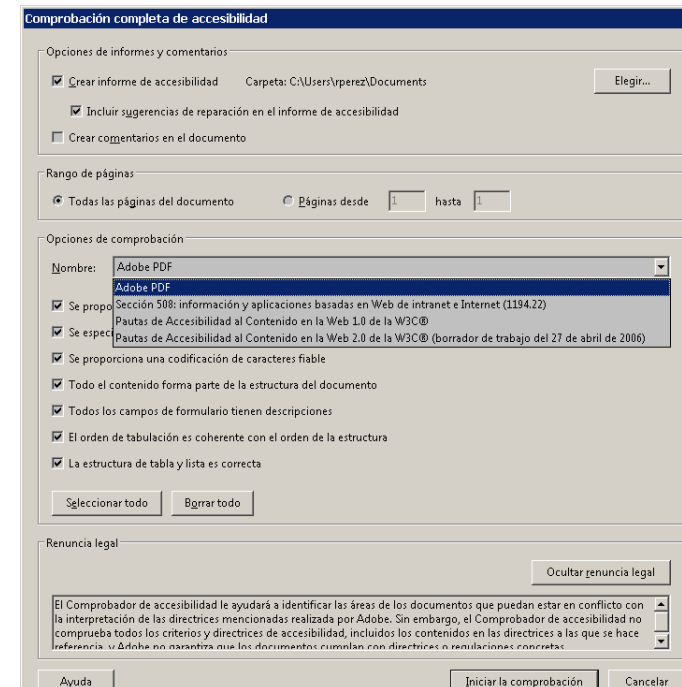 Comprobación completa de accesibilidad
Opciones de informes y comentarios
Crear informe de accesibilidad Carpeta: C:\Users\rperez\Documents Elegir...
Incluir sugerencias de reparación en el informe de accesibilidad
Crear comentarios en el documento
Rango de páginas
Todas las páginas del documento Páginas desde 1 hasta 1
Opciones de comprobación
Nombre: Adobe PDF
Adobe PDF
Se Sección 508: información y aplicaciones basadas en Web de intranet e Internet (1194.22)
Pautas de Accesibilidad al Contenido en la Web 1.0 de la W3C®
Se Pautas de Accesibilidad al Contenido en la Web 2.0 de la W3C® (borrador de trabajo del 27 de abril de 2006)
Se proporciona una codificación de caracteres fiable
Todo el contenido forma parte de la estructura del documento
Todos los campos de formulario tienen descripciones
El orden de tabulación es coherente con el orden de la estructura
La estructura de tabla y lista es correcta
Seleccionar todo Borrar todo
Renuncia legal
Ocultar renuncia legal
El Comprobador de accesibilidad le ayudará a identificar las áreas de los documentos que puedan estar en conflicto con
la interpretación de las directrices mencionadas realizada por Adobe. Sin embargo, el Comprobador de accesibilidad no
comprueba todos los criterios y directrices de accesibilidad, incluidos los contenidos en las directrices a las que se hace
referencia, y Adobe no garantiza que los documentos cumplan con directrices o regulaciones concretas.
Ayuda Iniciar la comprobación Cancelar